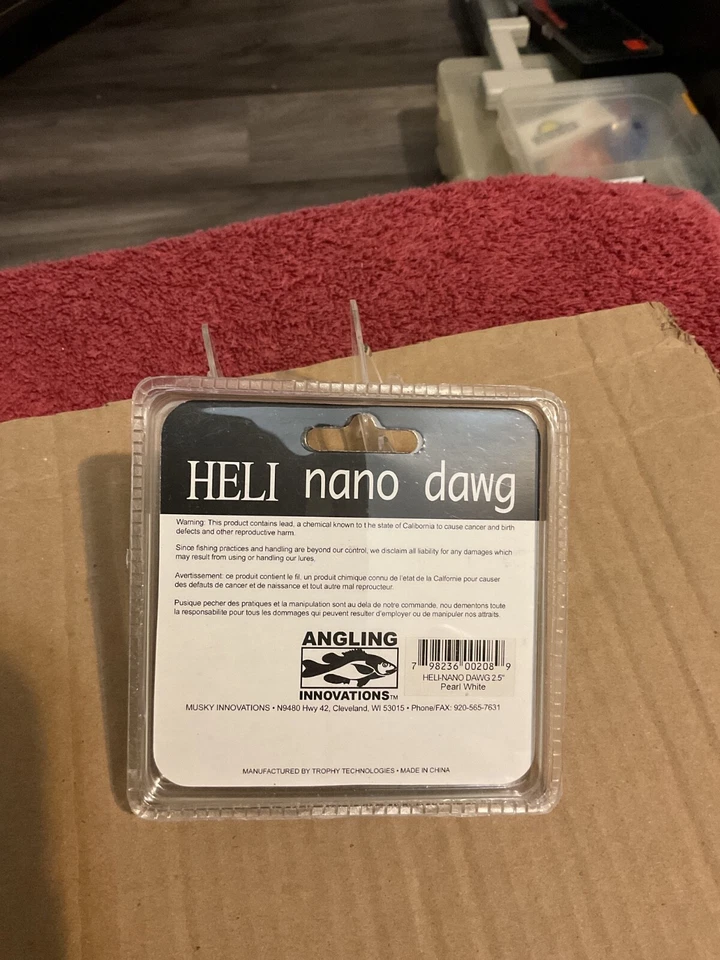 HELI nano dawg
Warning: This product contains lead, a chemical known to t he state of Calibornia to cause cancer and birth
defects and other reproductive harm.
Since fishing practices and handling are beyond our control, we disclaim all liability for any damages which
may result from using or handling our lures.
Avertissement: ce produit contient le fil, un produit chimique connu de l'etat de la Calfornie pour causer
des defauts de cancer et de naissance et tout autre mal reproucteur.
Pusique pecher des pratiques et la manipulation sont au dela de notre commande, nou dementons toute
la responsabilite pour tous les dommages qui peuvent resulter d'employer ou de manipuler nos attraits.
ANGLING
INNOVATIONS™
7 98236 00208 9
HELI-NANO DAWG 2.5"
Pearl White
MUSKY INNOVATIONS • N9480 Hwy 42, Cleveland, WI 53015 • Phone/FAX: 920-565-7631
MANUFACTURED BY TROPHY TECHNOLOGIES • MADE IN CHINA